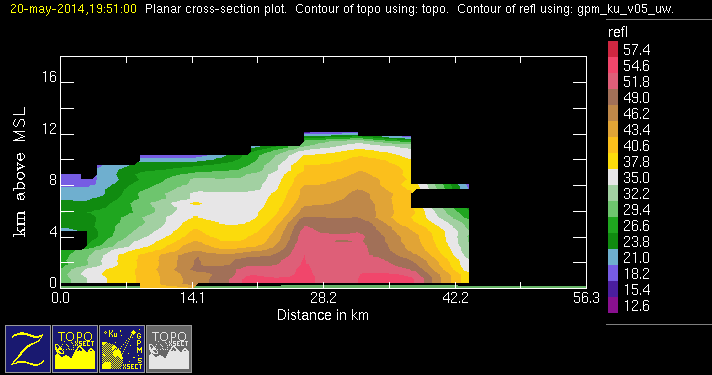 20-may-2014,19:51:00 Planar cross-section plot. Contour of topo using: topo. Contour of refl using: gpm_ku_v05_uw.
refl
57.4
54.6
51.8
49.0
46.2
43.4
40.6
37.8
35.0
32.2
29.4
26.6
23.8
21.0
18.2
15.4
12.6
km above MSL
16
12
8
4
0
0.0 14.1 28.2 42.2 56.3
Distance in km
Z
TOPO
XSECT
"Ku"
GPM'S
XSECT
TOPO
XSECT